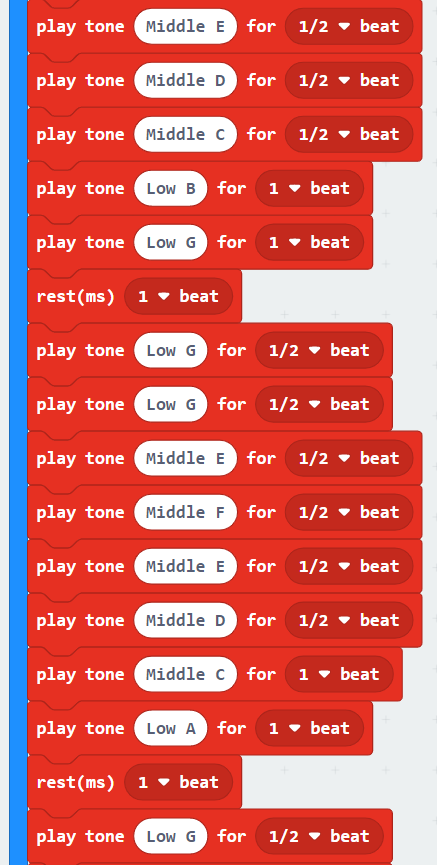 play tone Middle E for 1/2 beat
play tone Middle D for 1/2 beat
play tone Middle C for 1/2 beat
play tone Low B for 1 beat
play tone Low G for 1 beat
rest(ms) 1 beat
play tone Low G for 1/2 beat
play tone Low G for 1/2 beat
play tone Middle E for 1/2 beat
play tone Middle F for 1/2 beat
play tone Middle E for 1/2 beat
play tone Middle D for 1/2 beat
play tone Middle C for 1 beat
play tone Low A for 1 beat
rest(ms) 1 beat
play tone Low G for 1/2 beat